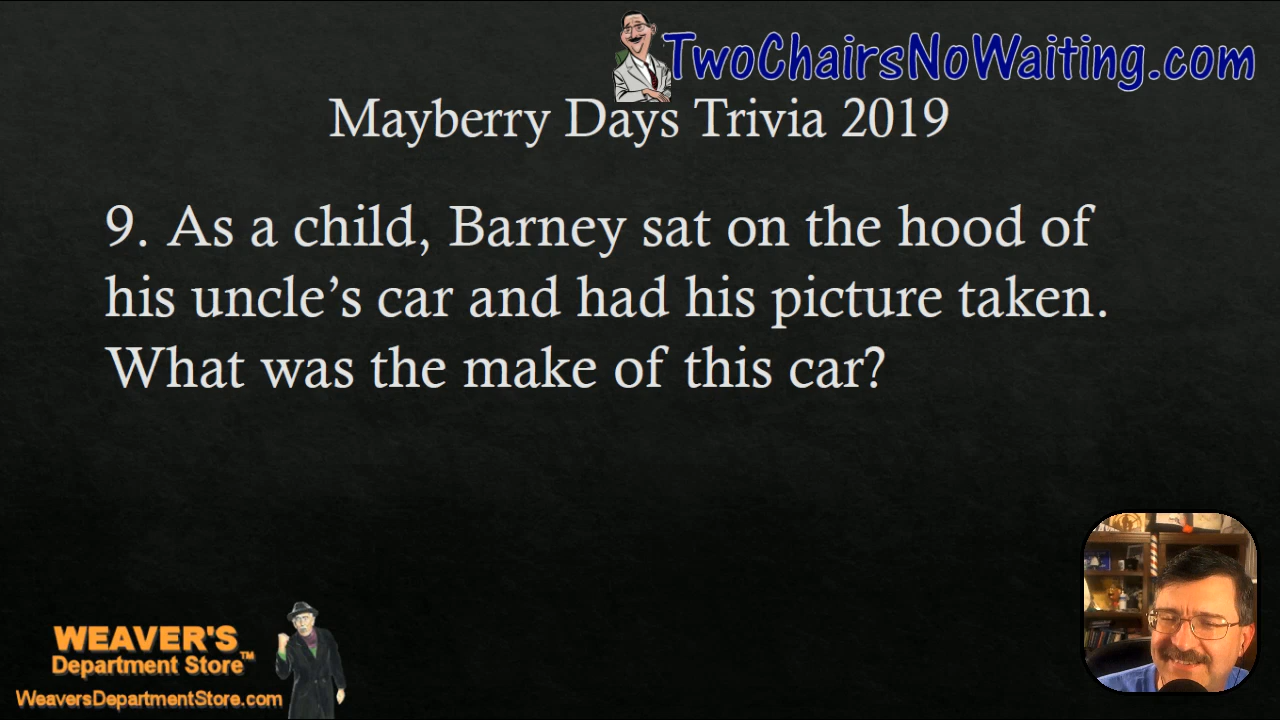 TwoChairsNoWaiting.com
Mayberry Days Trivia 2019
9. As a child, Barney sat on the hood of
his uncle’s car and had his picture taken.
What was the make of this car?
WEAVER'S
Department Store™
WeaversDepartmentStore.com